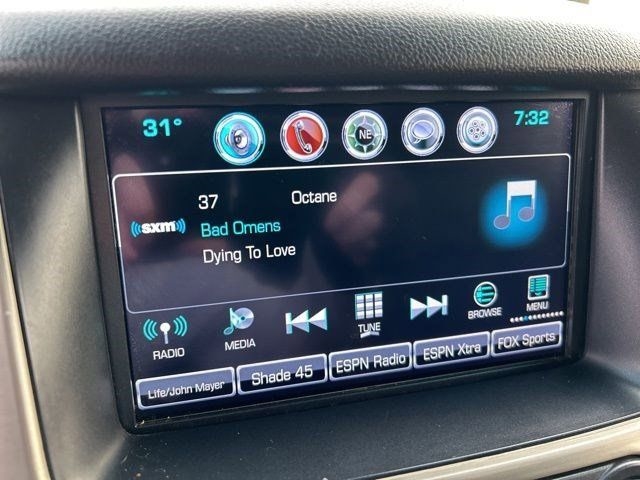 31°
NE
7:32
37 Octane
sxm
Bad Omens
Dying To Love
RADIO
MEDIA
TUNE
BROWSE
MENU
Life/John Mayer
Shade 45
ESPN Radio
ESPN Xtra
FOX Sports